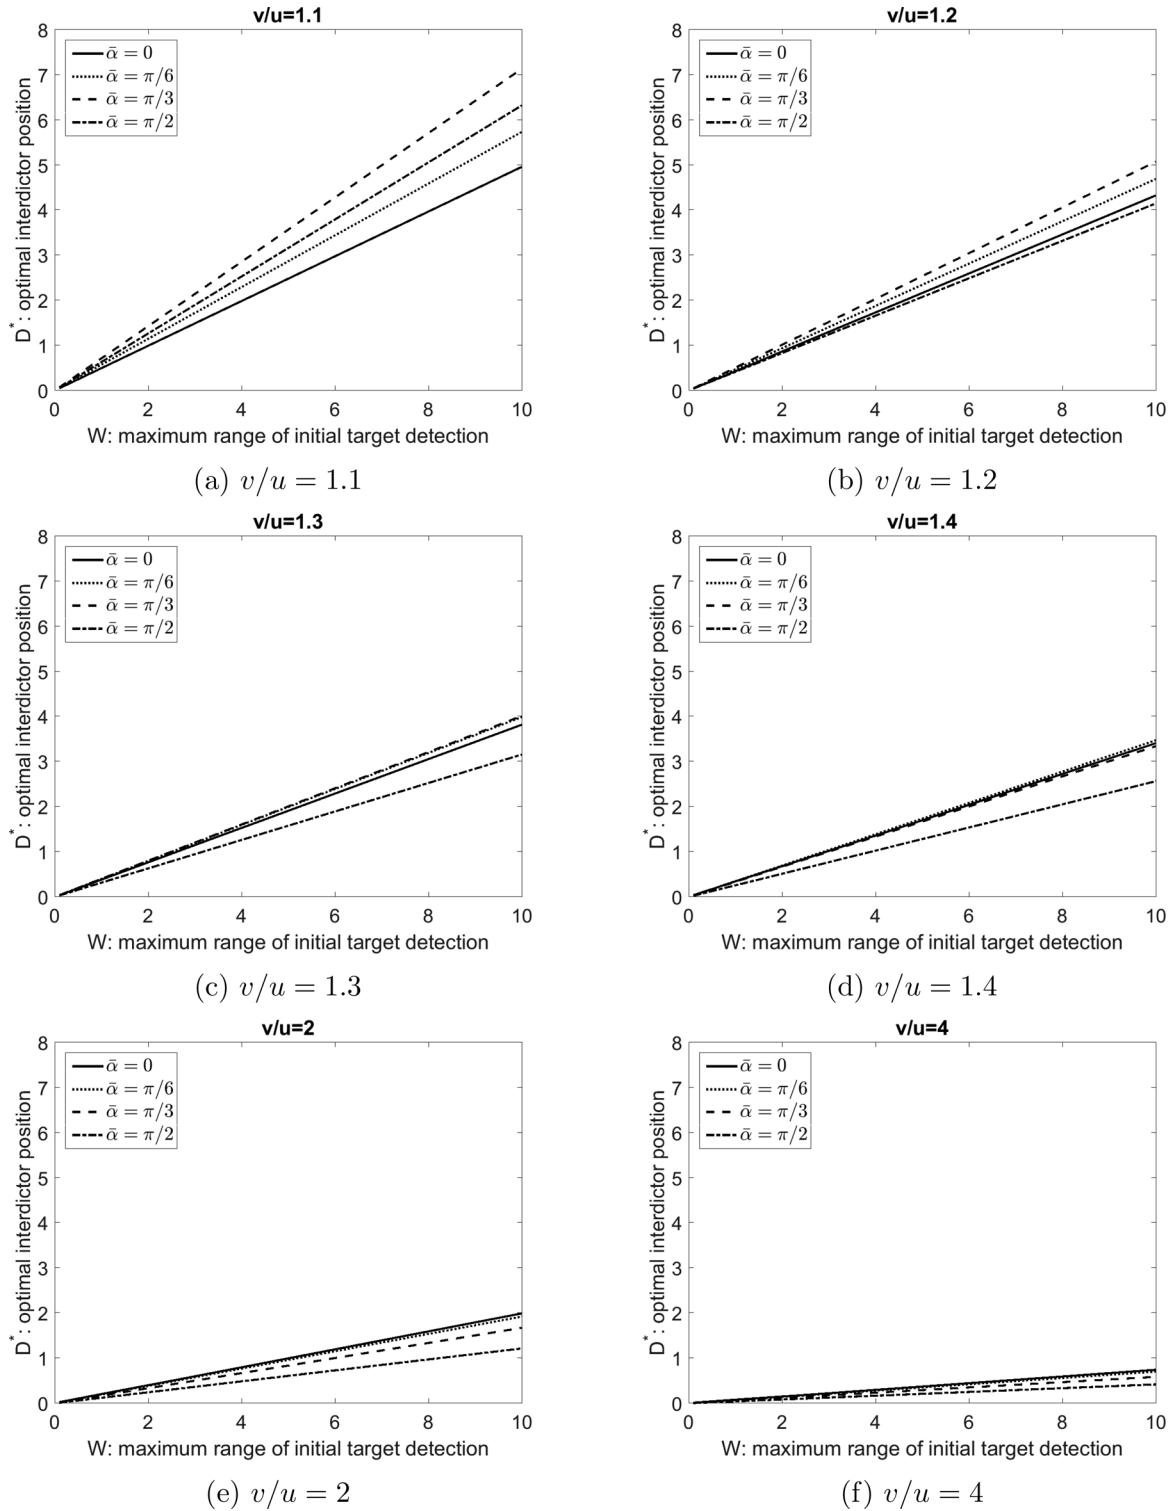 v/u=1.1
ᾱ = 0
ᾱ = π/6
ᾱ = π/3
ᾱ = π/2
D*: optimal interdictor position
8
7
6
5
4
3
2
1
0
0 2 4 6 8 10
W: maximum range of initial target detection
(a) v/u = 1.1
v/u=1.2
ᾱ = 0
ᾱ = π/6
ᾱ = π/3
ᾱ = π/2
D*: optimal interdictor position
8
7
6
5
4
3
2
1
0
0 2 4 6 8 10
W: maximum range of initial target detection
(b) v/u = 1.2
v/u=1.3
ᾱ = 0
ᾱ = π/6
ᾱ = π/3
ᾱ = π/2
D*: optimal interdictor position
8
7
6
5
4
3
2
1
0
0 2 4 6 8 10
W: maximum range of initial target detection
(c) v/u = 1.3
v/u=1.4
ᾱ = 0
ᾱ = π/6
ᾱ = π/3
ᾱ = π/2
D*: optimal interdictor position
8
7
6
5
4
3
2
1
0
0 2 4 6 8 10
W: maximum range of initial target detection
(d) v/u = 1.4
v/u=2
ᾱ = 0
ᾱ = π/6
ᾱ = π/3
ᾱ = π/2
D*: optimal interdictor position
8
7
6
5
4
3
2
1
0
0 2 4 6 8 10
W: maximum range of initial target detection
(e) v/u = 2
v/u=4
ᾱ = 0
ᾱ = π/6
ᾱ = π/3
ᾱ = π/2
D*: optimal interdictor position
8
7
6
5
4
3
2
1
0
0 2 4 6 8 10
W: maximum range of initial target detection
(f) v/u = 4